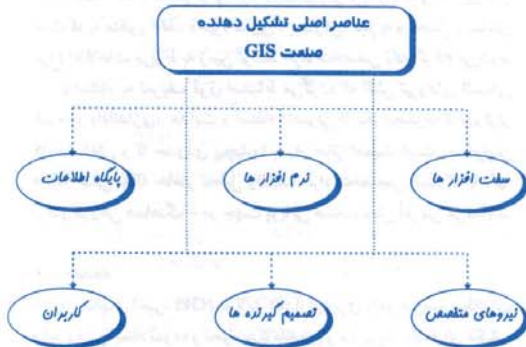 عناصر اصلی تشکیل دهنده
صنعت GIS
سخت افزار ها
نرم افزار ها
پایگاه اطلاعات
نیروهای متخصص
تصمیم گیرنده ها
کاربران